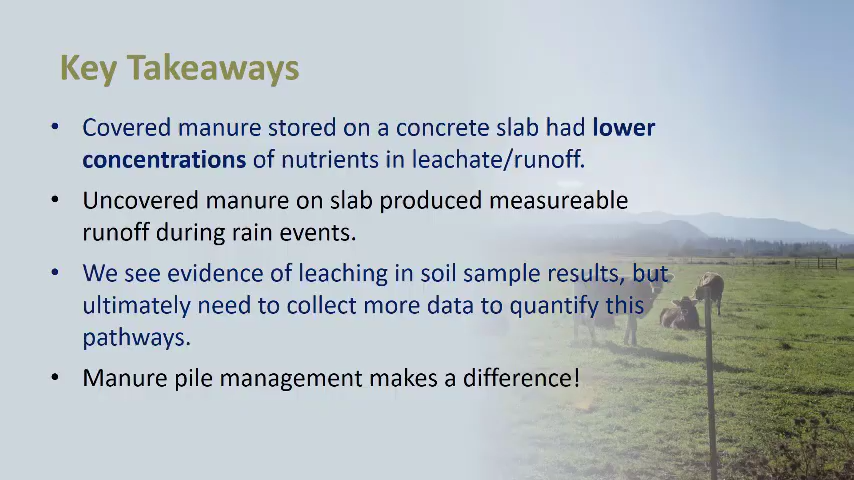 Key Takeaways
• Covered manure stored on a concrete slab had lower
concentrations of nutrients in leachate/runoff.
• Uncovered manure on slab produced measureable
runoff during rain events.
• We see evidence of leaching in soil sample results, but
ultimately need to collect more data to quantify this
pathways.
• Manure pile management makes a difference!